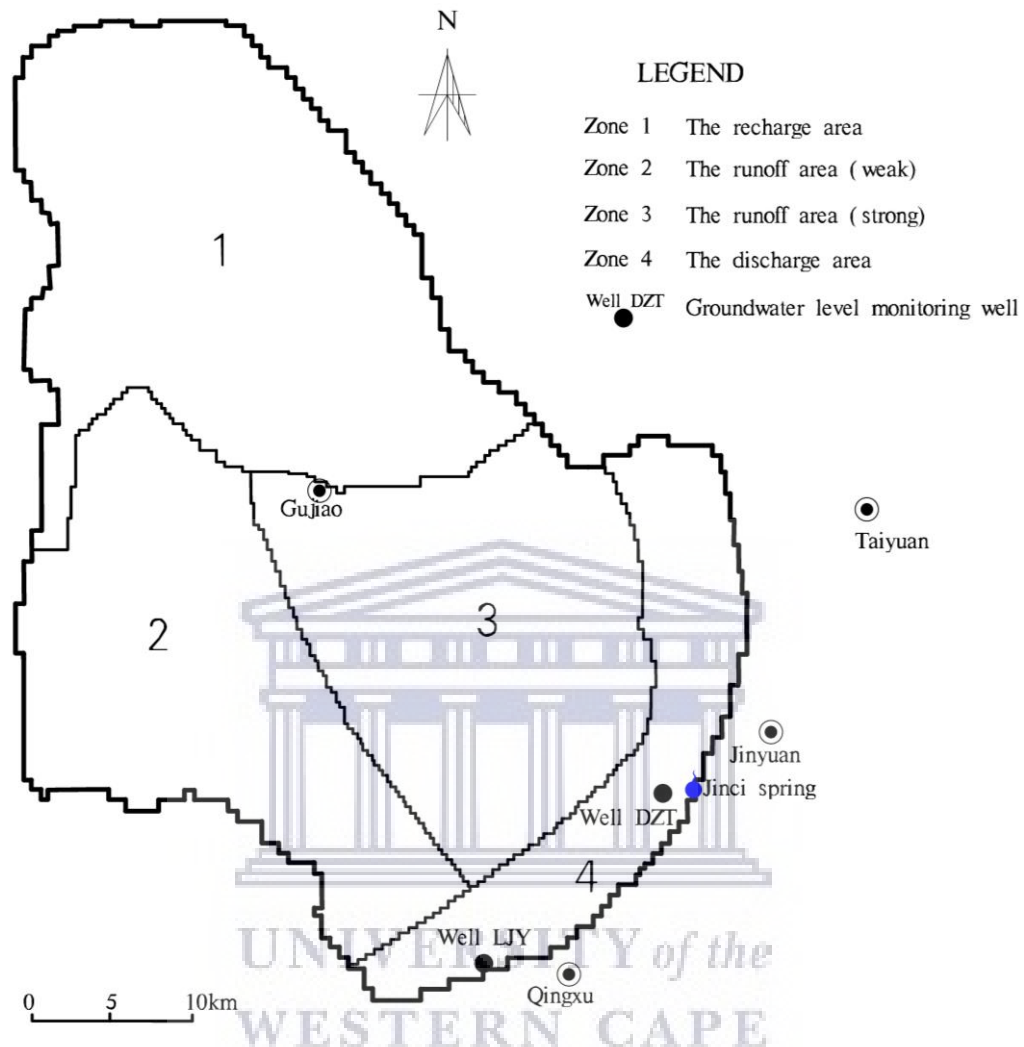 N
LEGEND
Zone 1 The recharge area
Zone 2 The runoff area ( weak)
Zone 3 The runoff area ( strong)
Zone 4 The discharge area
Well DZT Groundwater level monitoring well
1
Gujiao
Taiyuan
2
3
Jinyuan
Jinci spring
Well DZT
4
Well LJY
UNIVERSITY of the
Qingxu
0 5 10km
WESTERN CAPE